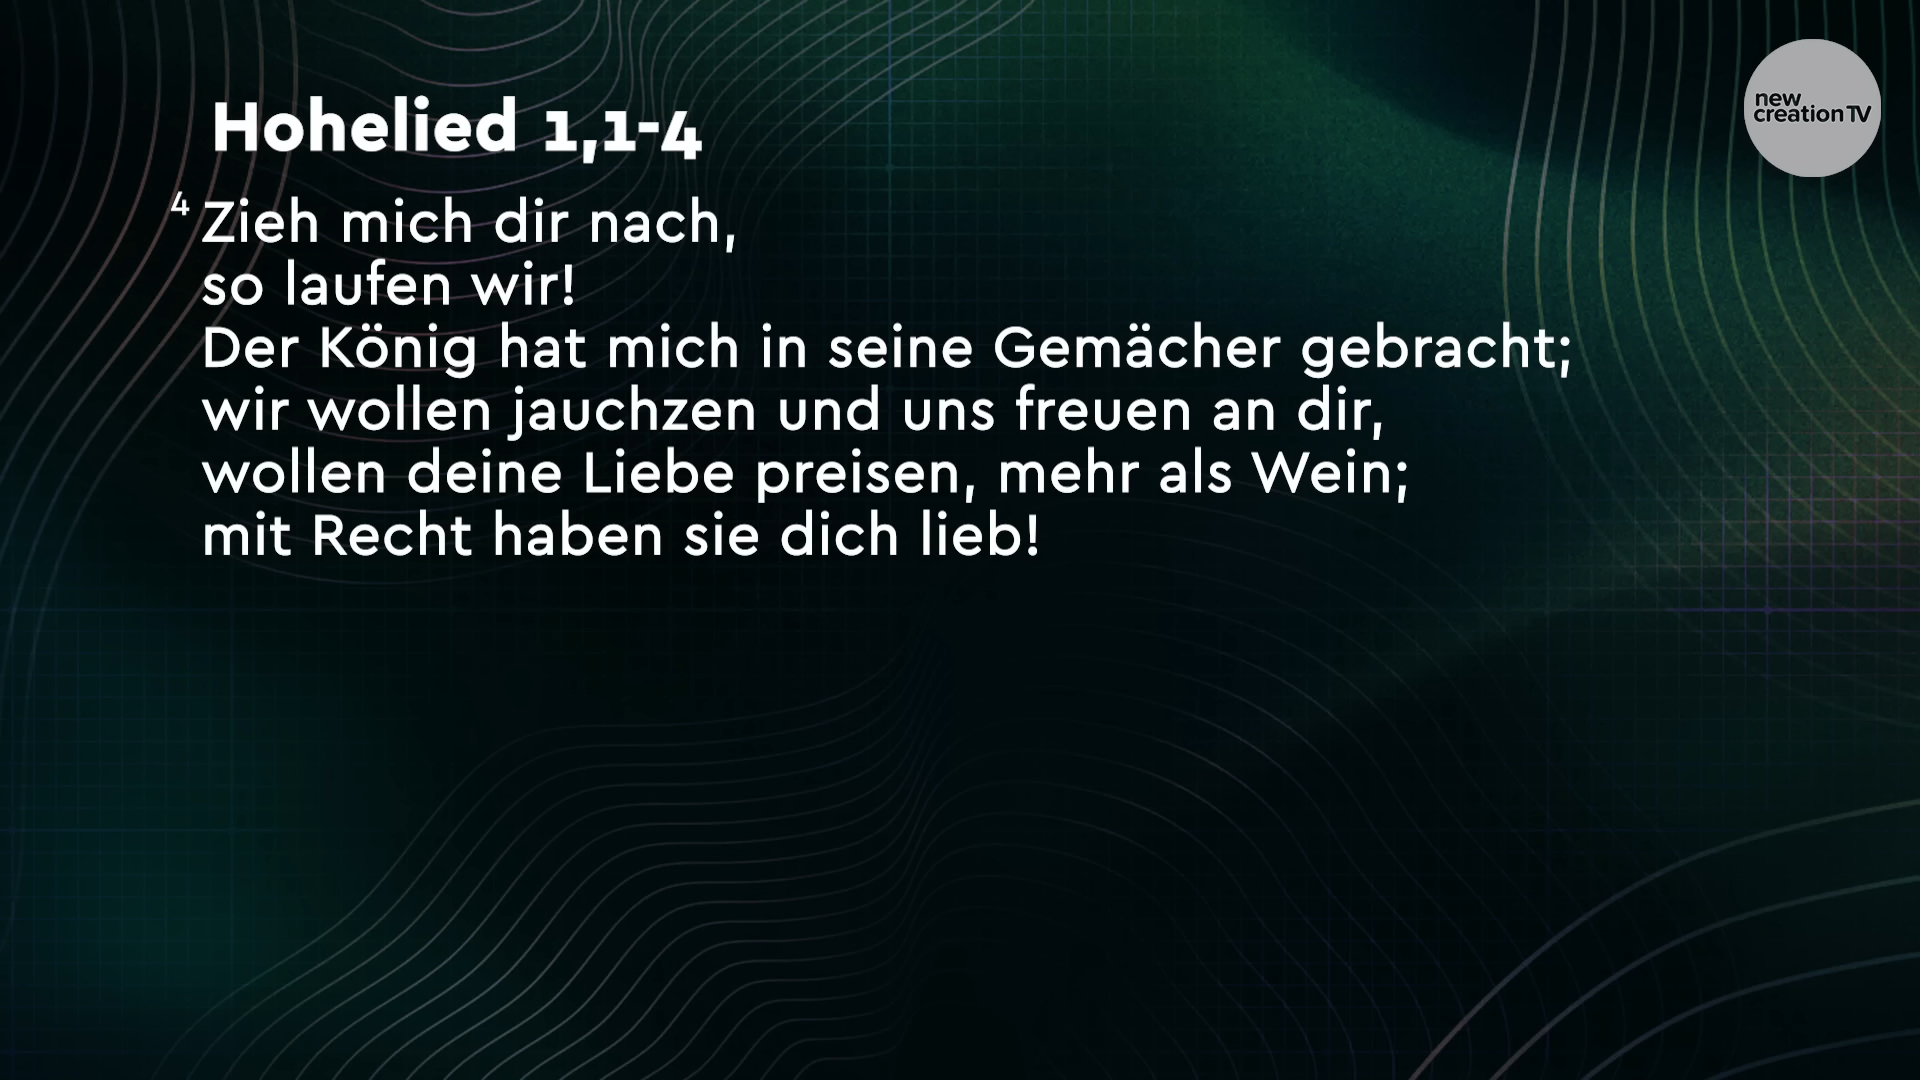 Hohelied 1,1-4
4 Zieh mich dir nach,
so laufen wir!
Der König hat mich in seine Gemächer gebracht;
wir wollen jauchzen und uns freuen an dir,
wollen deine Liebe preisen, mehr als Wein;
mit Recht haben sie dich lieb!
new
creationTV